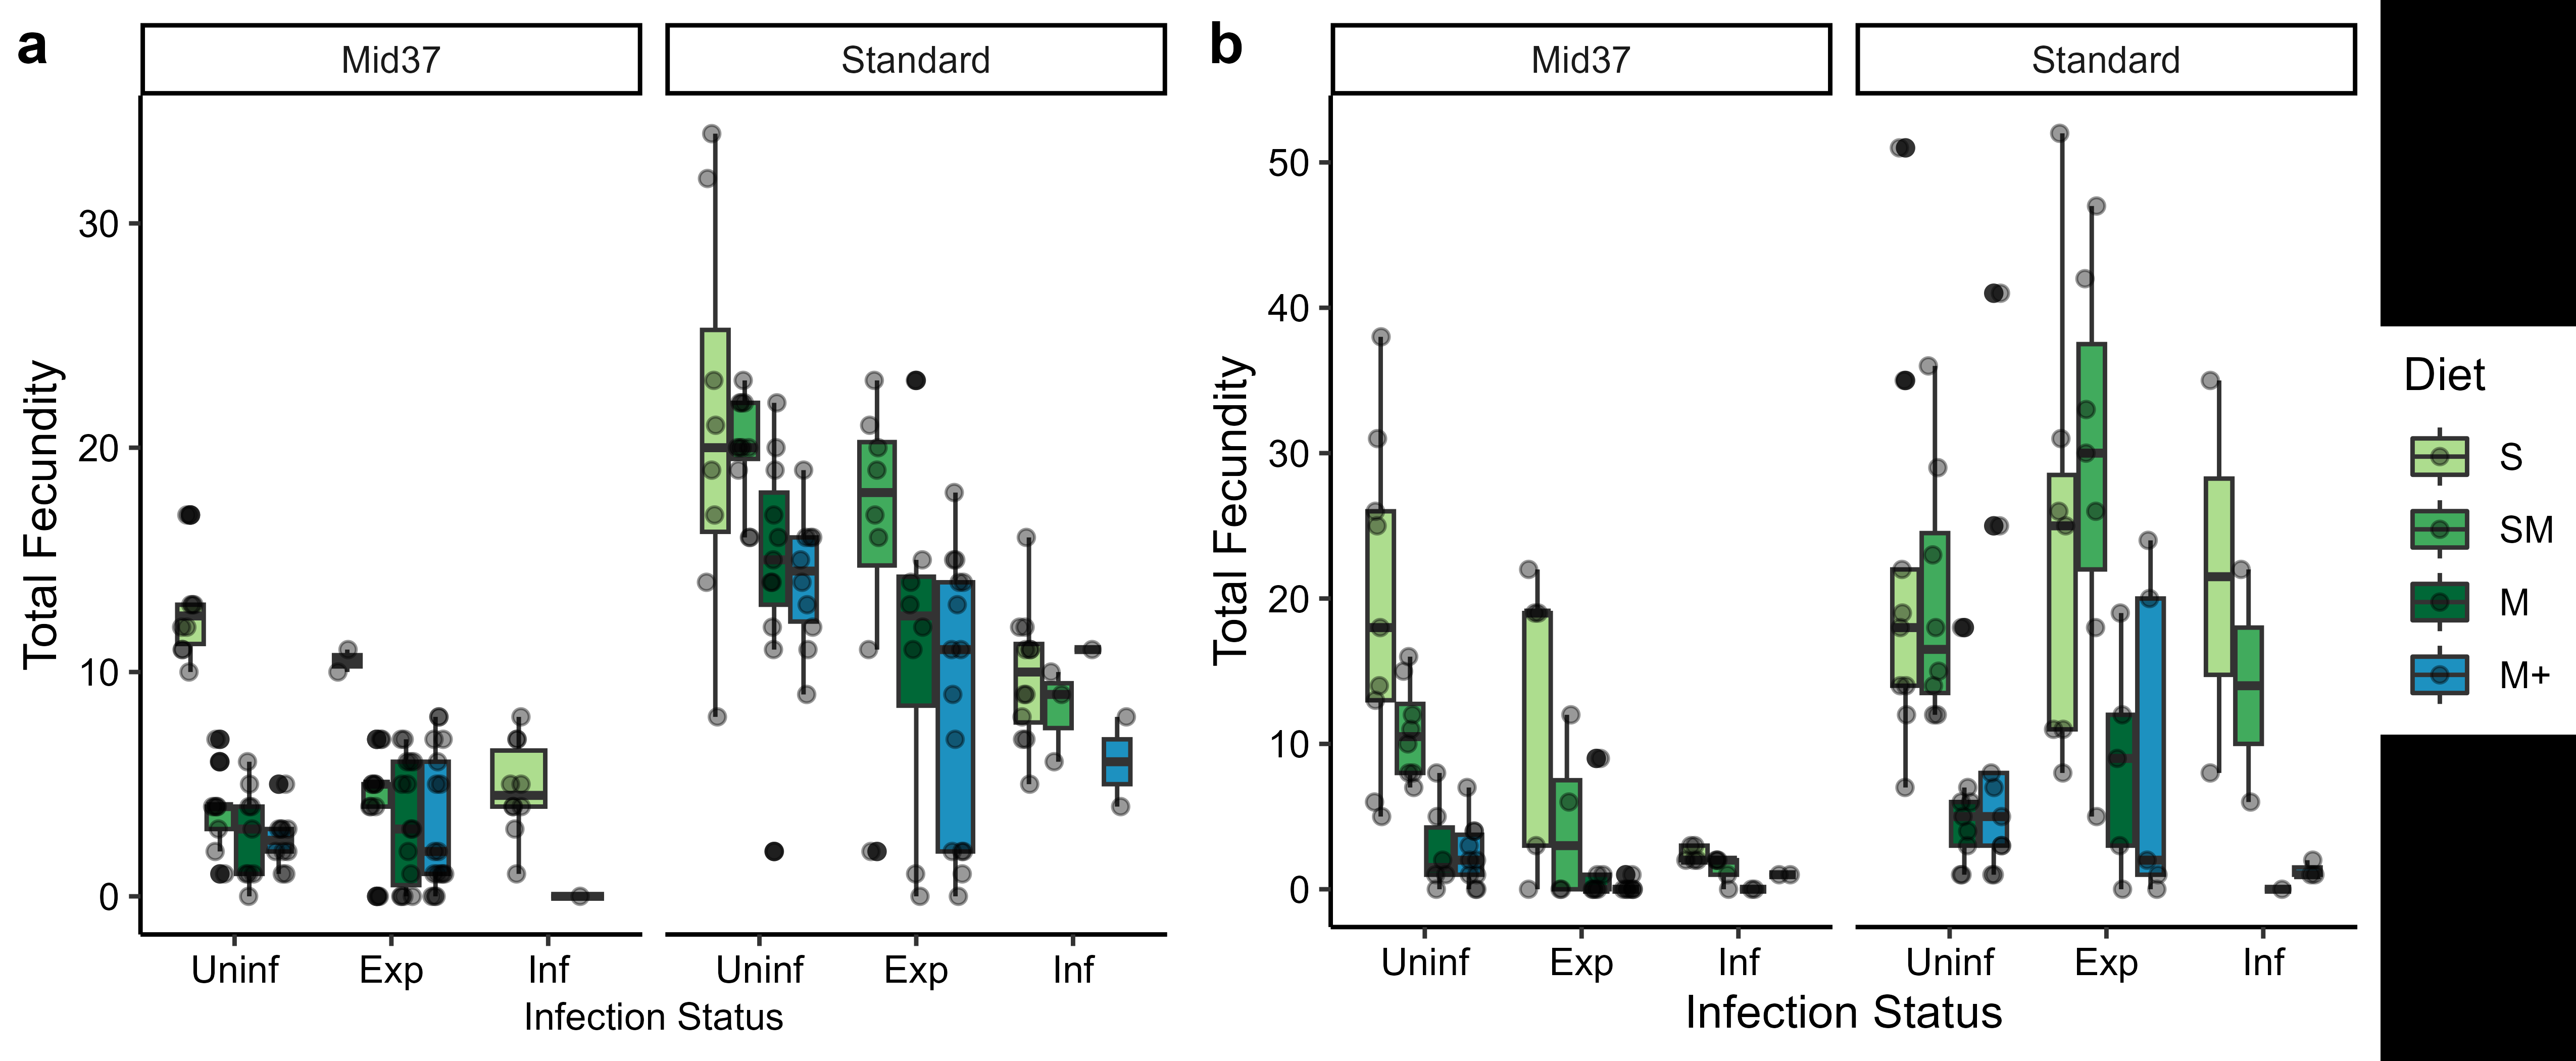 a
Mid37
Standard
Total Fecundity
30
20
10
0
Uninf
Exp
Inf
Uninf
Exp
Inf
Infection Status
b
Mid37
Standard
Total Fecundity
50
40
30
20
10
0
Uninf
Exp
Inf
Uninf
Exp
Inf
Infection Status
Diet
S
SM
M
M+